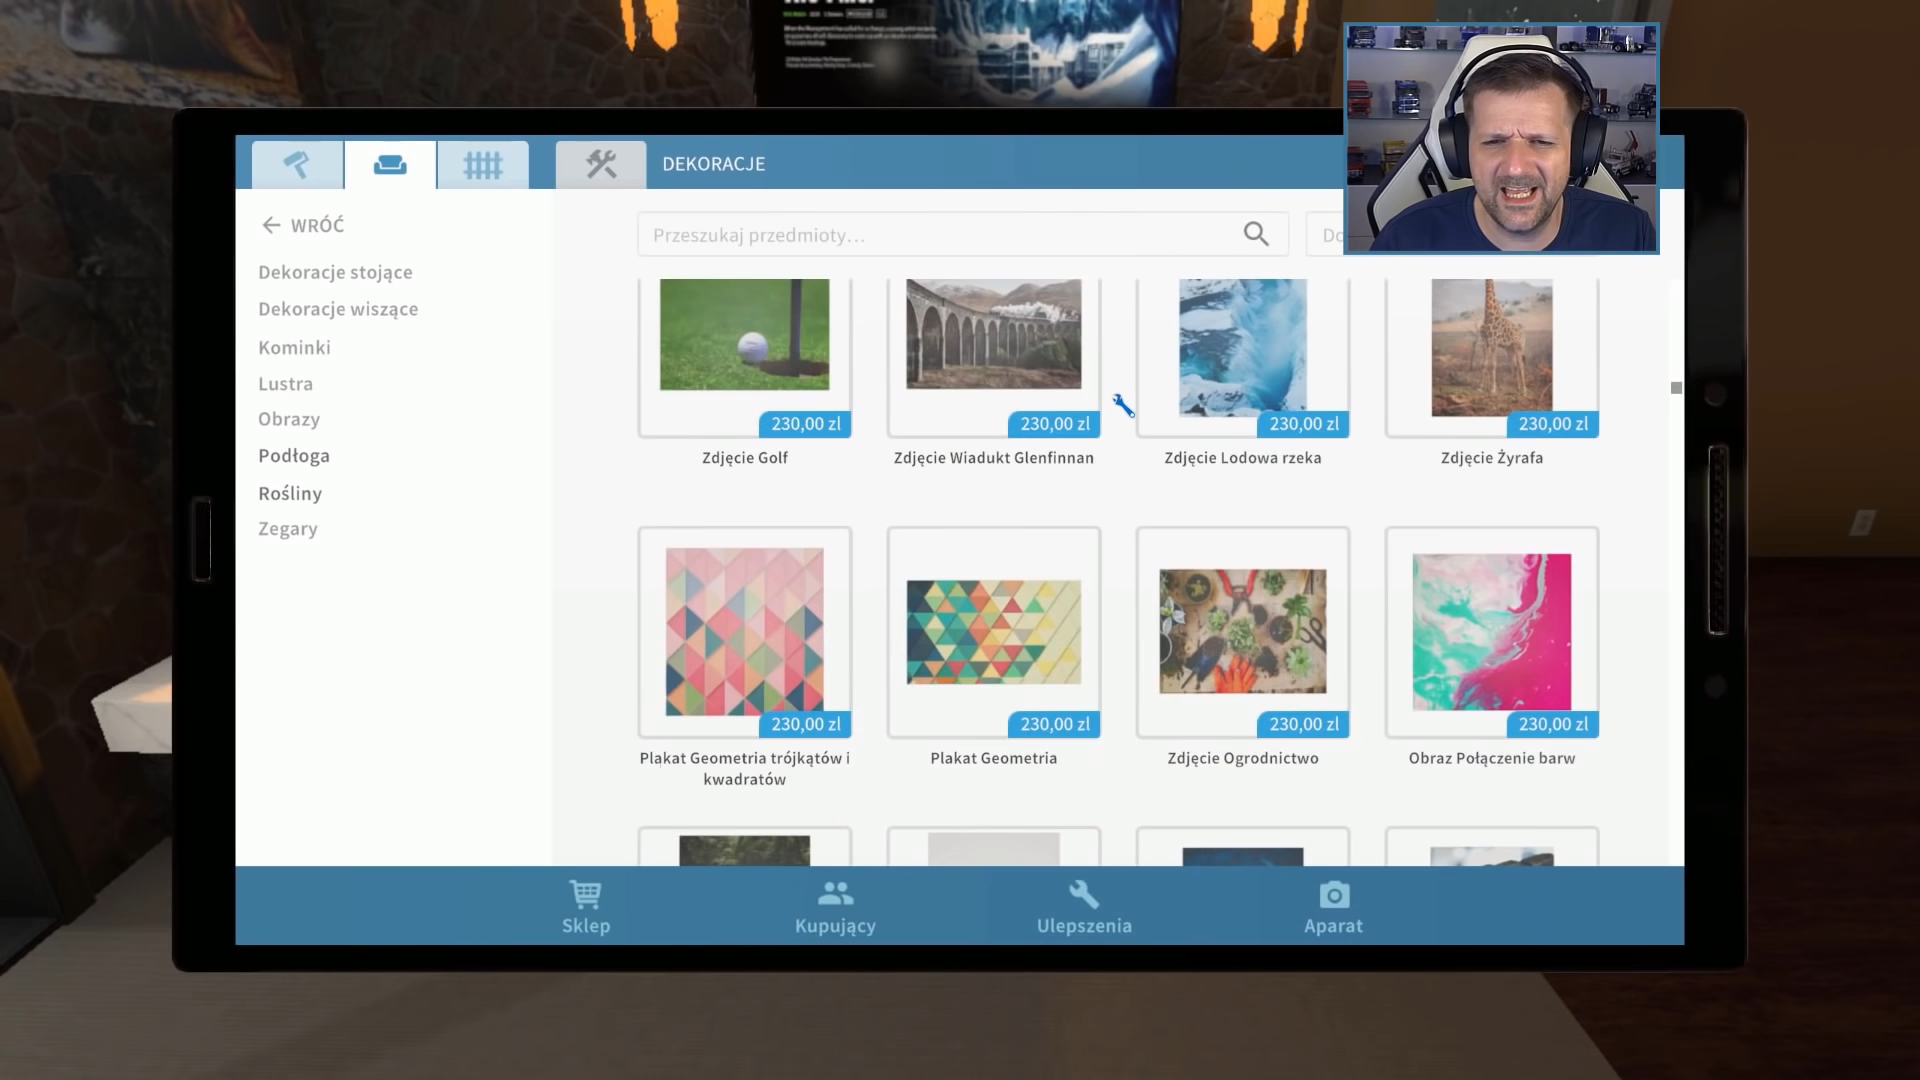 DEKORACJE
WRÓĆ
Przeszukaj przedmioty...
Do
Dekoracje stojące
Dekoracje wiszące
Kominki
Lustra
Obrazy
Podłoga
Rośliny
Zegary
230,00 zl
230,00 zl
230,00 zl
230,00 zl
Zdjęcie Golf
Zdjęcie Wiadukt Glenfinnan
Zdjęcie Lodowa rzeka
Zdjęcie Żyrafa
230,00 zl
230,00 zl
230,00 zl
230,00 zl
Plakat Geometria trójkątów i
kwadratów
Plakat Geometria
Zdjęcie Ogrodnictwo
Obraz Połączenie barw
Sklep
Kupujący
Ulepszenia
Aparat